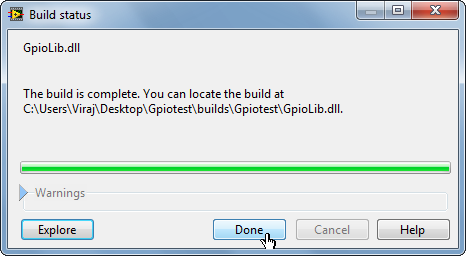 Build status
GpioLib.dll
The build is complete. You can locate the build at
C:\Users\Viraj\Desktop\Gpiotest\builds\Gpiotest\GpioLib.dll.
Warnings
Explore Done Cancel Help